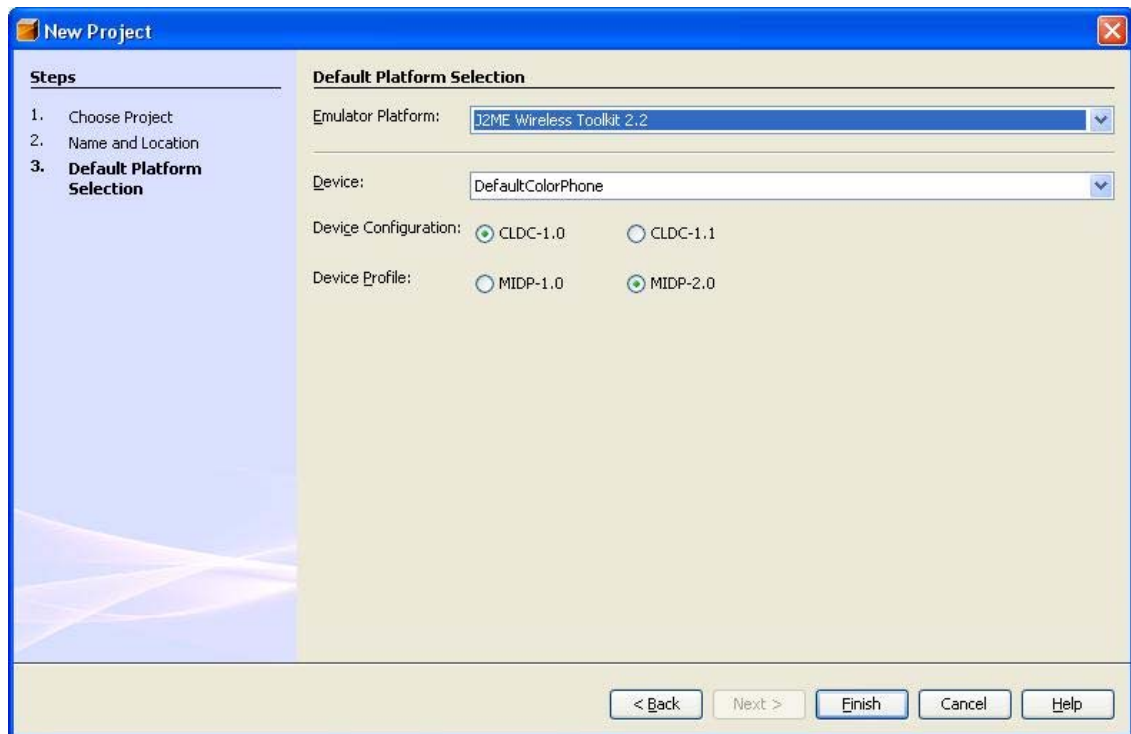 New Project
Steps
1. Choose Project
2. Name and Location
3. Default Platform
Selection
Default Platform Selection
Emulator Platform: J2ME Wireless Toolkit 2.2
Device: DefaultColorPhone
Device Configuration: CLDC-1.0 CLDC-1.1
Device Profile: MIDP-1.0 MIDP-2.0
< Back Next > Finish Cancel Help